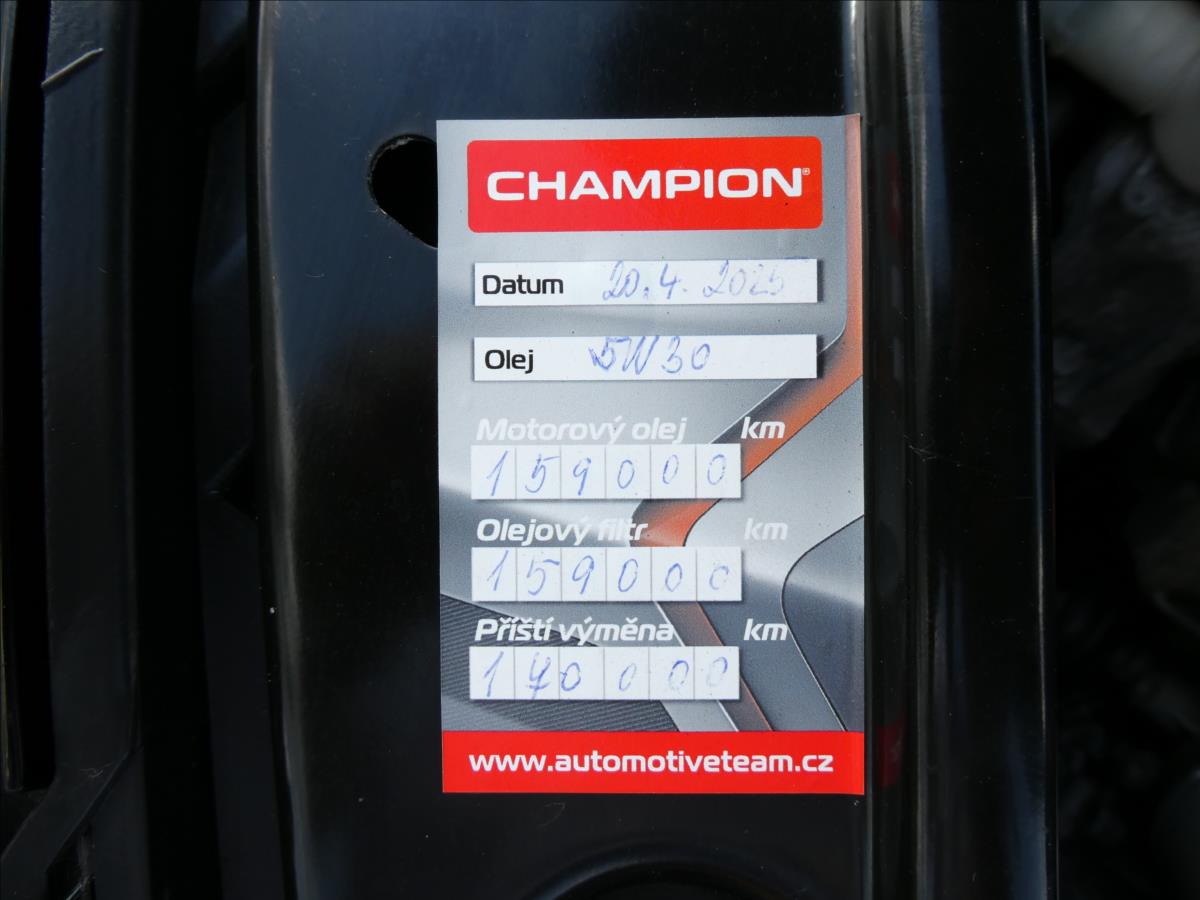 CHAMPION®
Datum 20.4. 2025
Olej 5W30
Motorový olej km
159000
Olejový filtr km
159000
Příští výměna km
170000
www.automotiveteam.cz